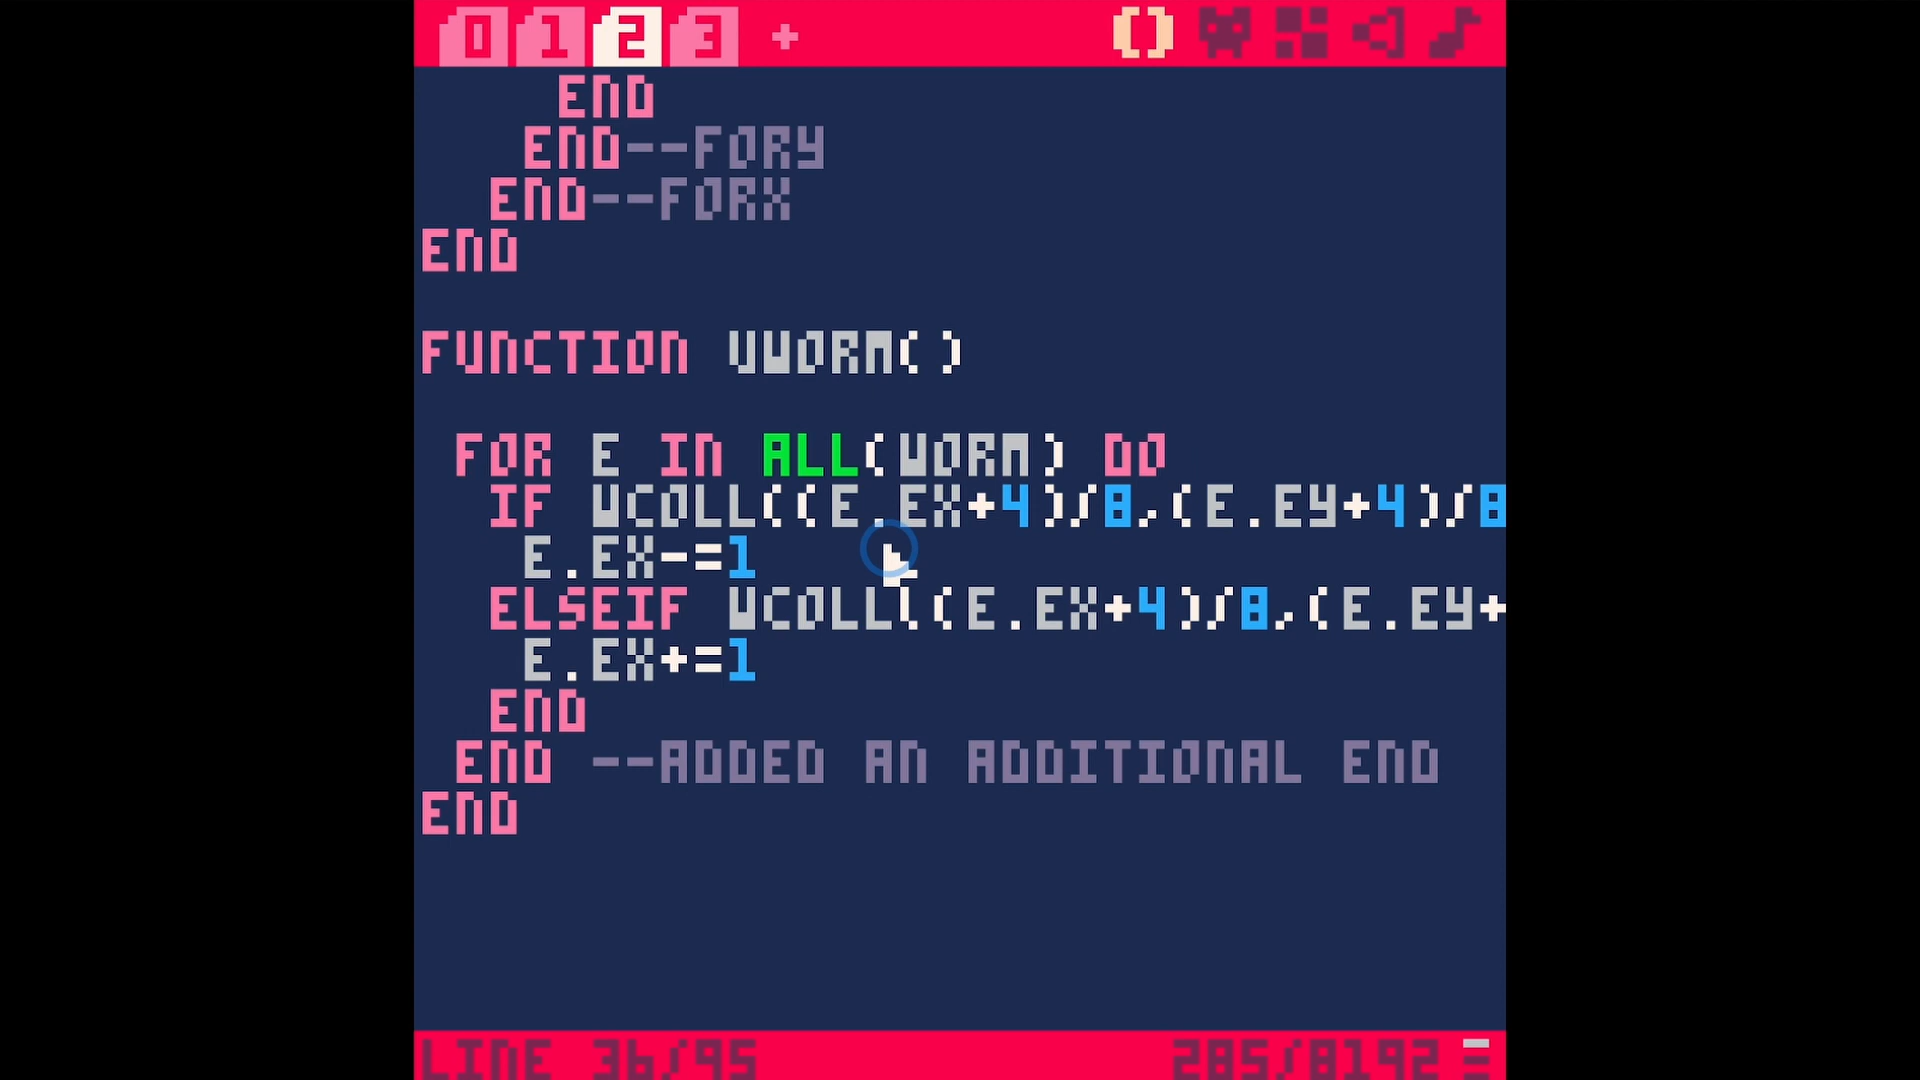 0 1 2 3 +
END
END--FORY
END--FORX
END
FUNCTION UWORM()
FOR E IN ALL(WORM) DO
IF WCOLL((E.EX+4)/8,(E.EY+4)/8
E.EX-=1
ELSEIF WCOLL((E.EX+4)/8,(E.EY+
E.EX+=1
END
END --ADDED AN ADDITIONAL END
END
LINE 36/95
285/8192